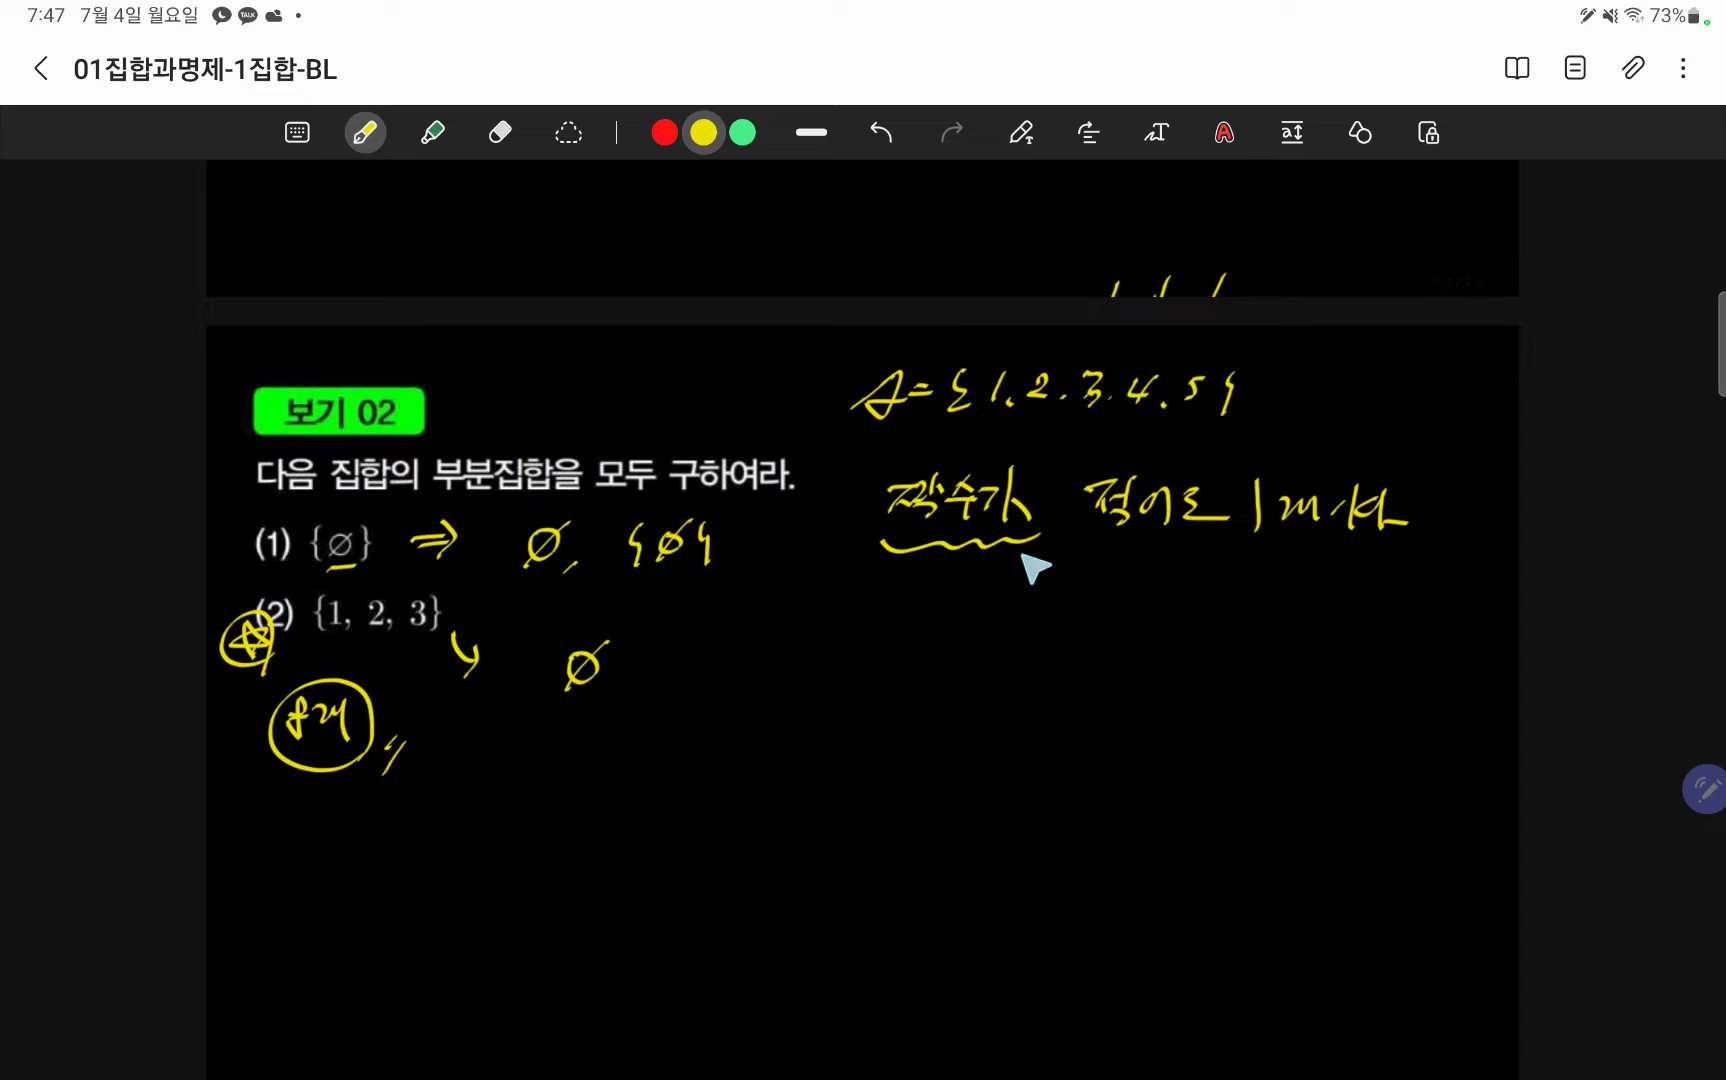 7:47 7월 4일 월요일 TALK 73%
01집합과명제-1집합-BL
A={1.2.3.4.5}
보기 02
다음 집합의 부분집합을 모두 구하여라.
짝수가 적어도 1개
(1) {∅} ⇒ ∅, {∅}
(2) {1, 2, 3}
∅